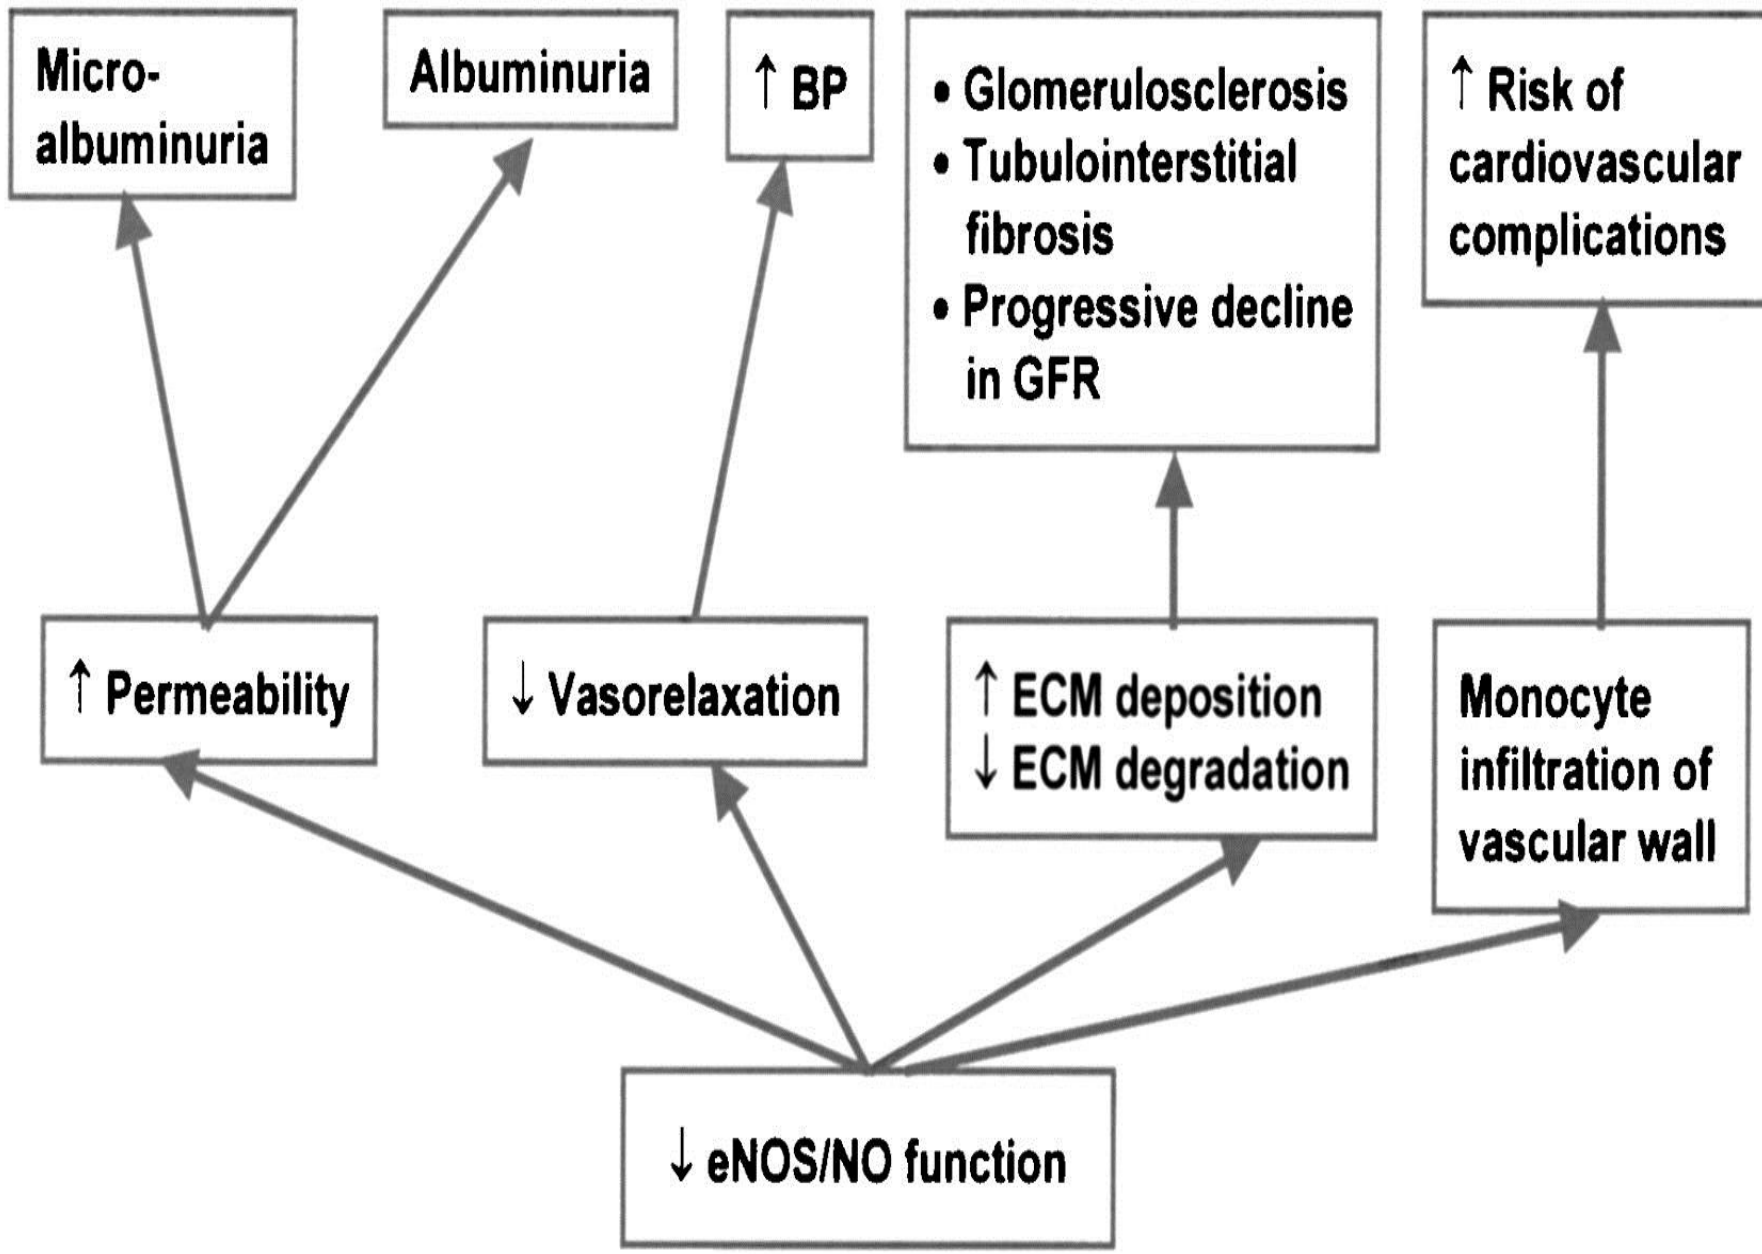 Micro-
albuminuria
Albuminuria
↑ BP
• Glomerulosclerosis
• Tubulointerstitial
fibrosis
• Progressive decline
in GFR
↑ Risk of
cardiovascular
complications
↑ Permeability
↓ Vasorelaxation
↑ ECM deposition
↓ ECM degradation
Monocyte
infiltration of
vascular wall
↓ eNOS/NO function